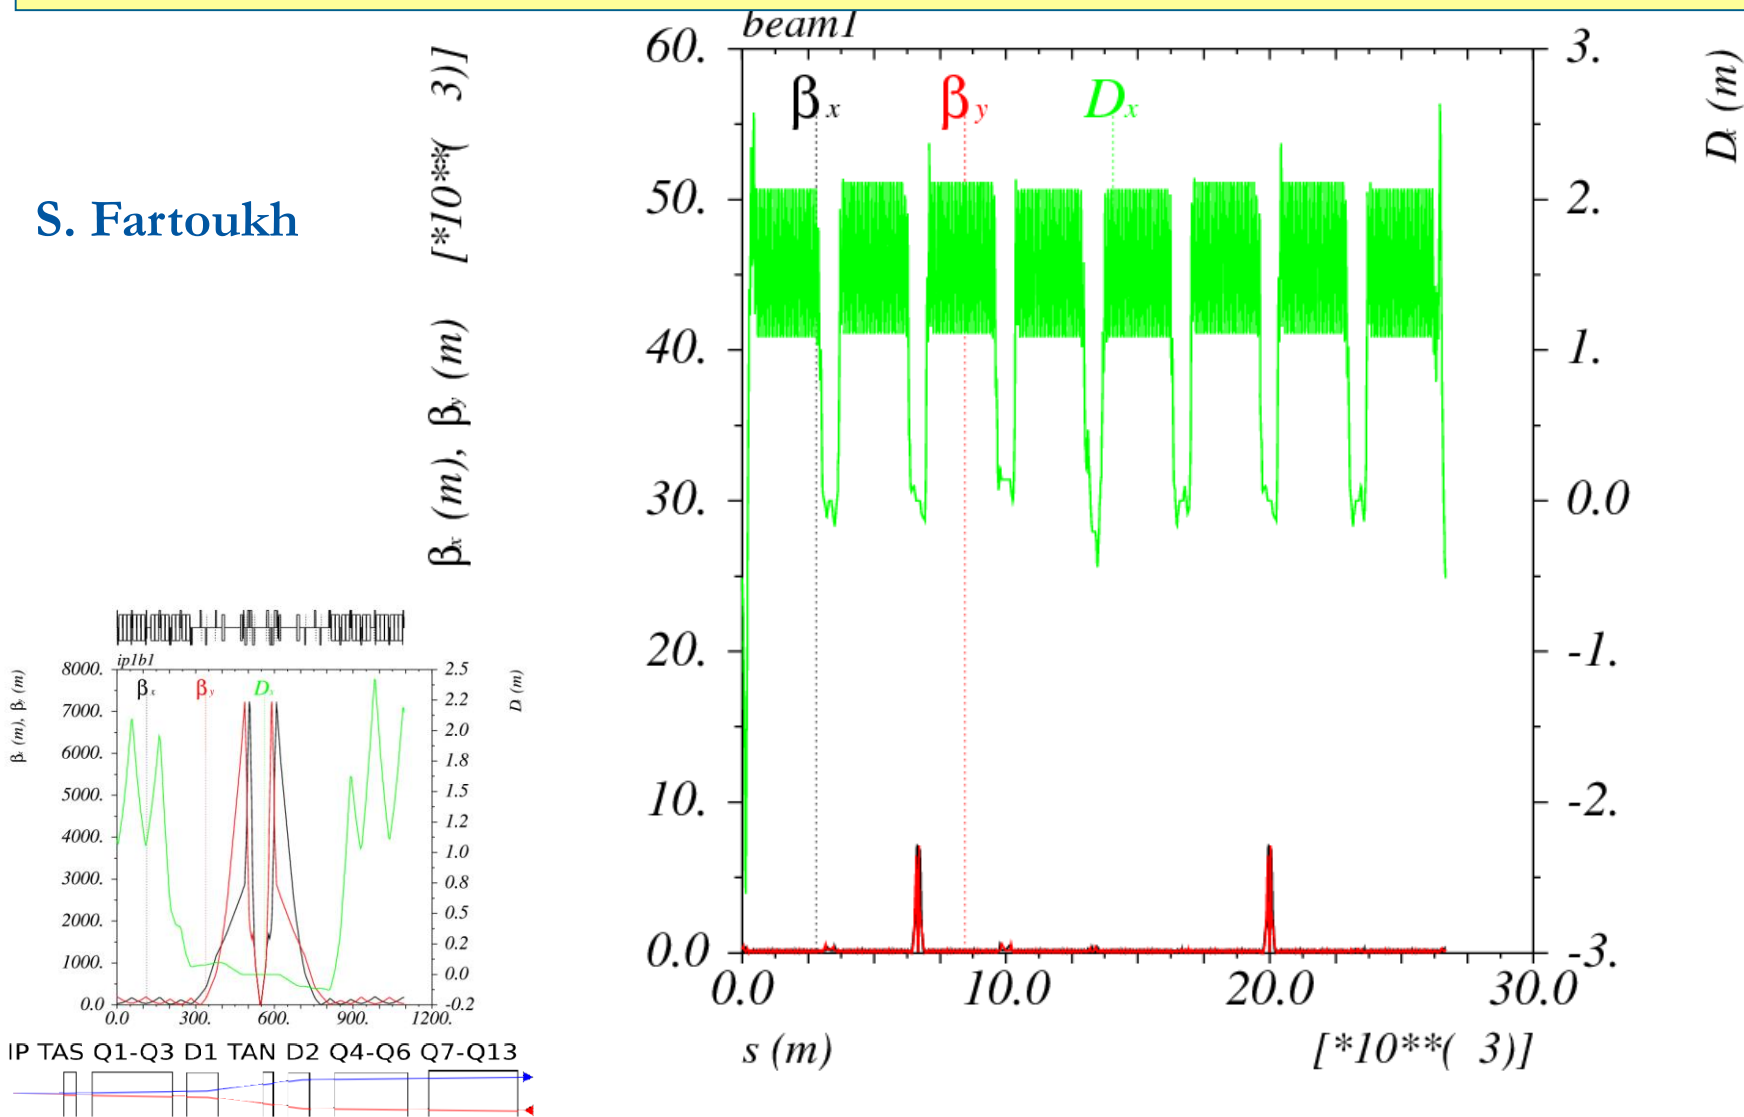 S. Fartoukh
beam1
60.
50.
40.
30.
20.
10.
0.0
βx (m), βy (m) [*10**( 3)]
βx
βy
Dx
3.
2.
1.
0.0
-1.
-2.
-3.
Dx (m)
0.0 10.0 20.0 30.0
s (m) [*10**( 3)]
ip1b1
8000.
7000.
6000.
5000.
4000.
3000.
2000.
1000.
0.0
βx (m), βy (m)
βx
βy
Dx
2.5
2.2
2.0
1.8
1.5
1.2
1.0
0.8
0.5
0.2
0.0
-0.2
D (m)
0.0 300. 600. 900. 1200.
IP TAS Q1-Q3 D1 TAN D2 Q4-Q6 Q7-Q13